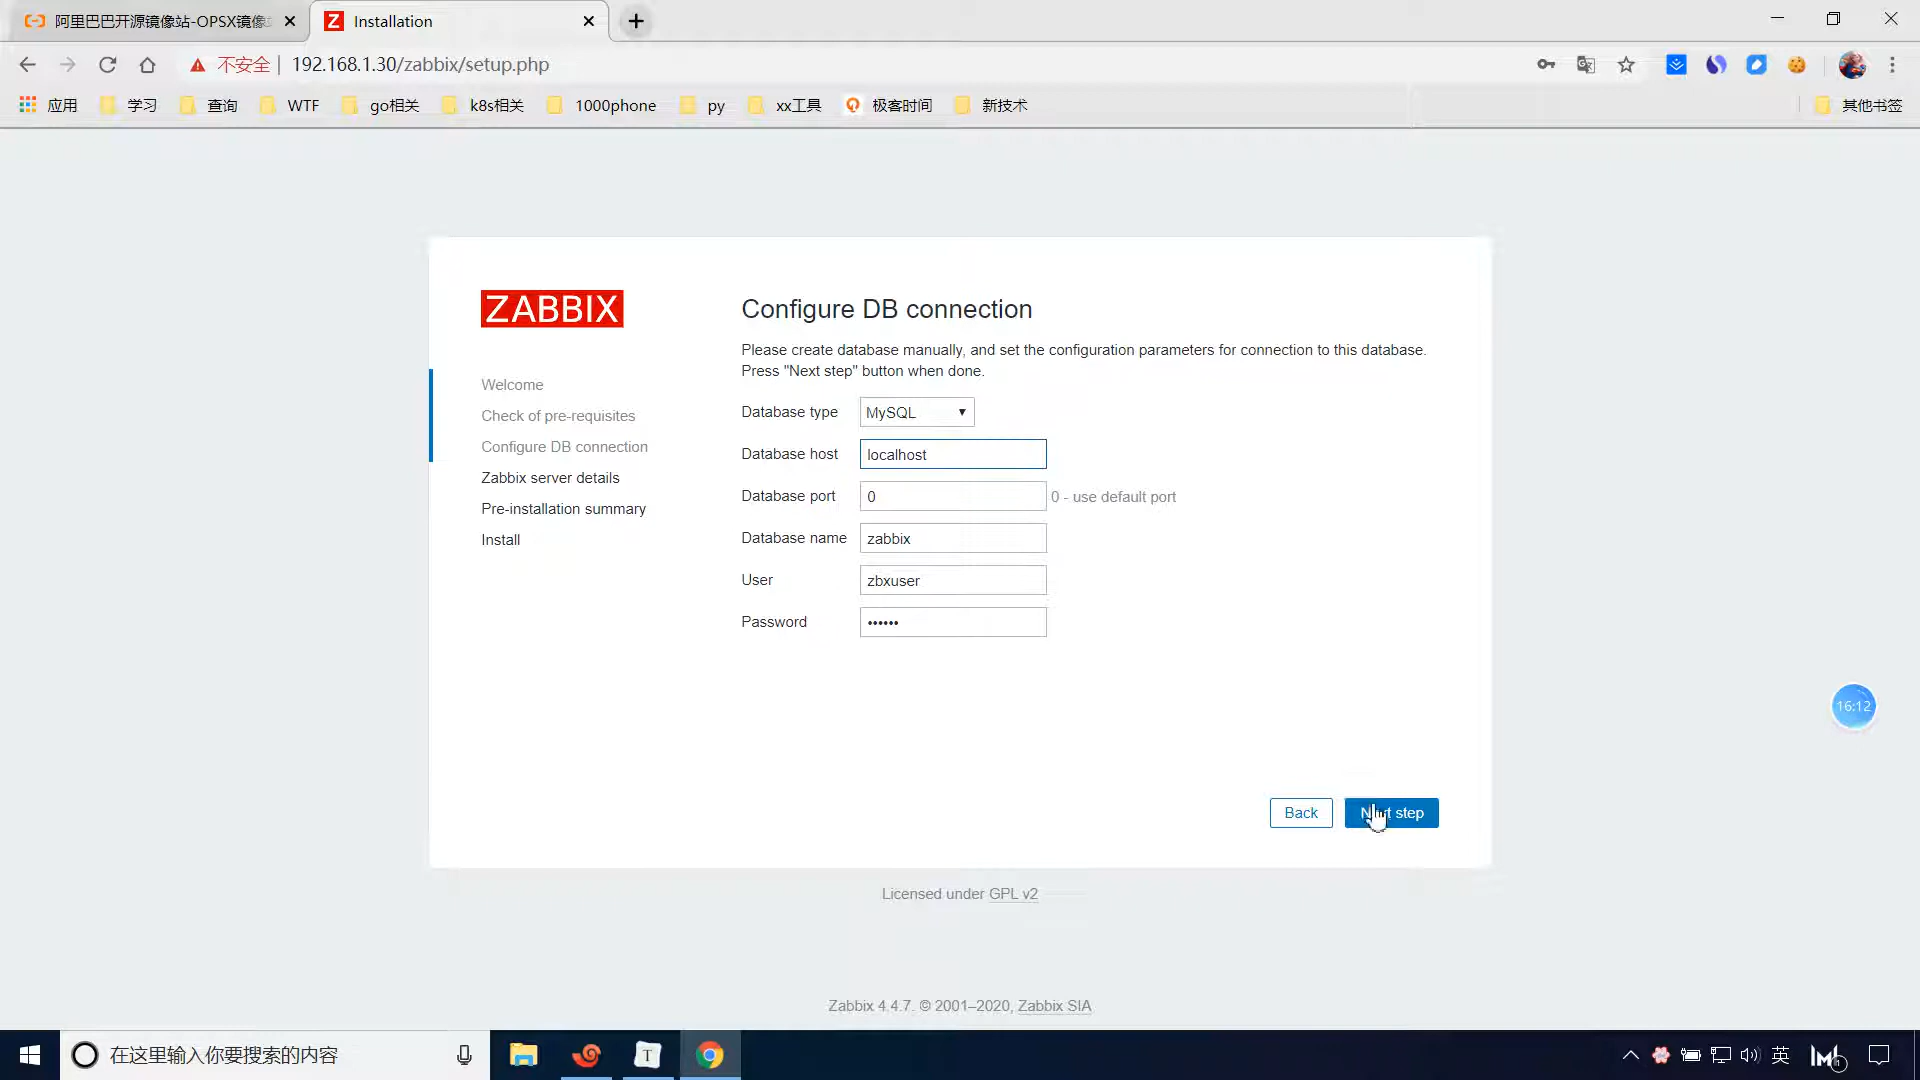 阿里巴巴开源镜像站-OPSX镜像
Installation
不安全 | 192.168.1.30/zabbix/setup.php
应用 学习 查询 WTF go相关 k8s相关 1000phone py xx工具 极客时间 新技术 其他书签
ZABBIX
Welcome
Check of pre-requisites
Configure DB connection
Zabbix server details
Pre-installation summary
Install
Configure DB connection
Please create database manually, and set the configuration parameters for connection to this database.
Press "Next step" button when done.
Database type MySQL
Database host localhost
Database port 0 0 - use default port
Database name zabbix
User zbxuser
Password ••••••
Back Next step
16:12
Licensed under GPL v2
Zabbix 4.4.7. © 2001–2020, Zabbix SIA
在这里输入你要搜索的内容
T
英